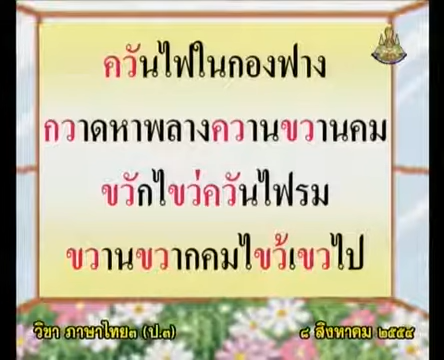 ควันไฟในกองฟาง
กวาดหาพลางควานขวานคม
ขวักไขว่ควันไฟรม
ขวานขวากคมไขว้เขวไป
วิชา ภาษาไทย๓ (ป.๓)
๘ สิงหาคม ๒๕๕๔